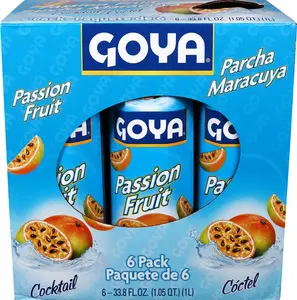 GOYA
Passion
Fruit
Parcha
Maracuya
GOYA
Passion
Fruit
6 Pack
Paquete de 6
Cocktail
Cóctel
6 – 33.8 FL.OZ. (1.05 QT.) (1L)